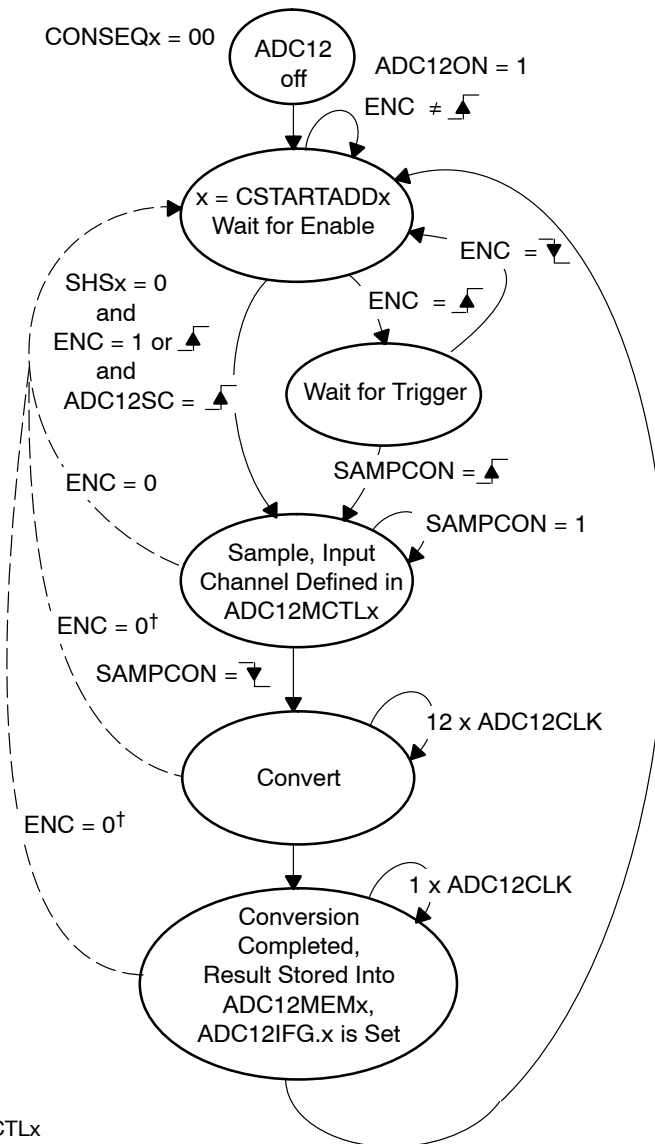 CONSEQx = 00
ADC12
off
ADC12ON = 1
ENC ≠
x = CSTARTADDx
Wait for Enable
ENC =
SHSx = 0
and
ENC = 1 or
and
ADC12SC =
ENC =
Wait for Trigger
SAMPCON =
ENC = 0
SAMPCON = 1
Sample, Input
Channel Defined in
ADC12MCTLx
ENC = 0†
SAMPCON =
12 x ADC12CLK
Convert
ENC = 0†
1 x ADC12CLK
Conversion
Completed,
Result Stored Into
ADC12MEMx,
ADC12IFG.x is Set